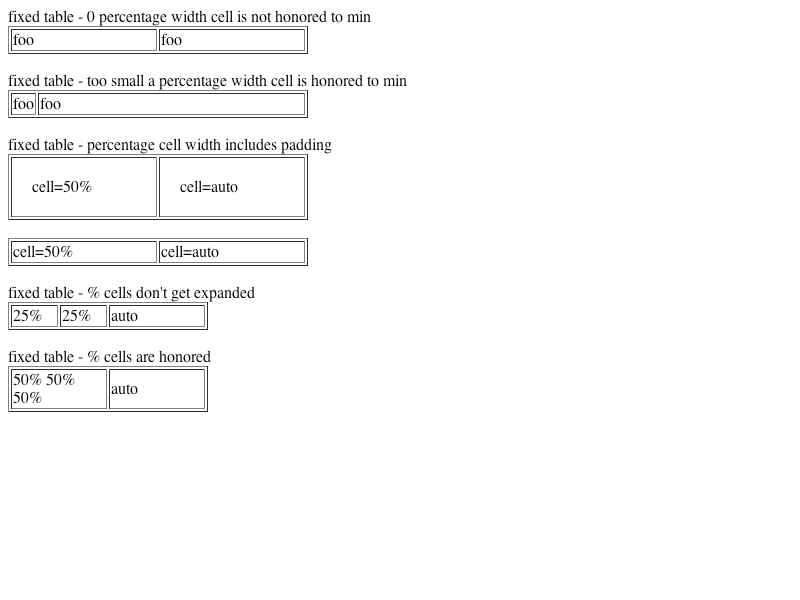 fixed table - 0 percentage width cell is not honored to min
foo foo
fixed table - too small a percentage width cell is honored to min
foo foo
fixed table - percentage cell width includes padding
cell=50% cell=auto
cell=50% cell=auto
fixed table - % cells don't get expanded
25% 25% auto
fixed table - % cells are honored
50% 50%
50%
auto